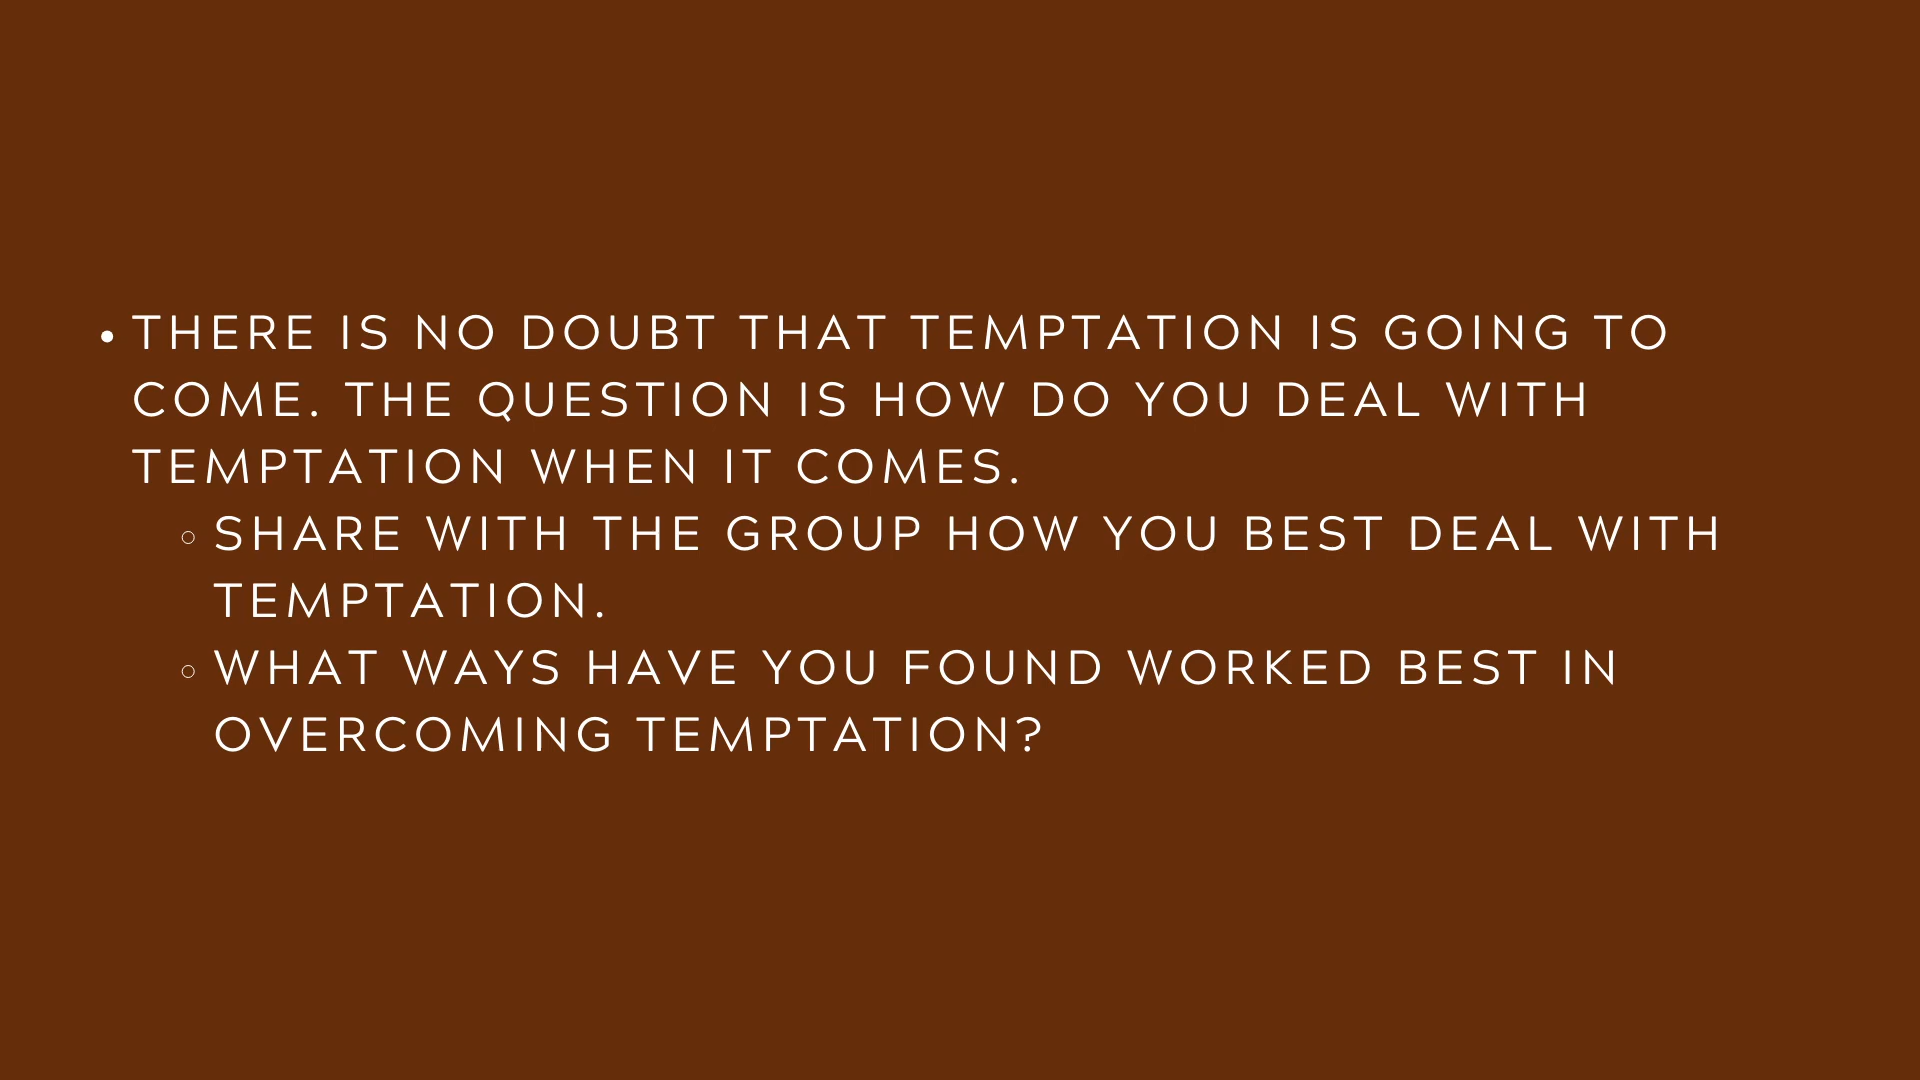 • THERE IS NO DOUBT THAT TEMPTATION IS GOING TO
COME. THE QUESTION IS HOW DO YOU DEAL WITH
TEMPTATION WHEN IT COMES.
◦ SHARE WITH THE GROUP HOW YOU BEST DEAL WITH
TEMPTATION.
◦ WHAT WAYS HAVE YOU FOUND WORKED BEST IN
OVERCOMING TEMPTATION?